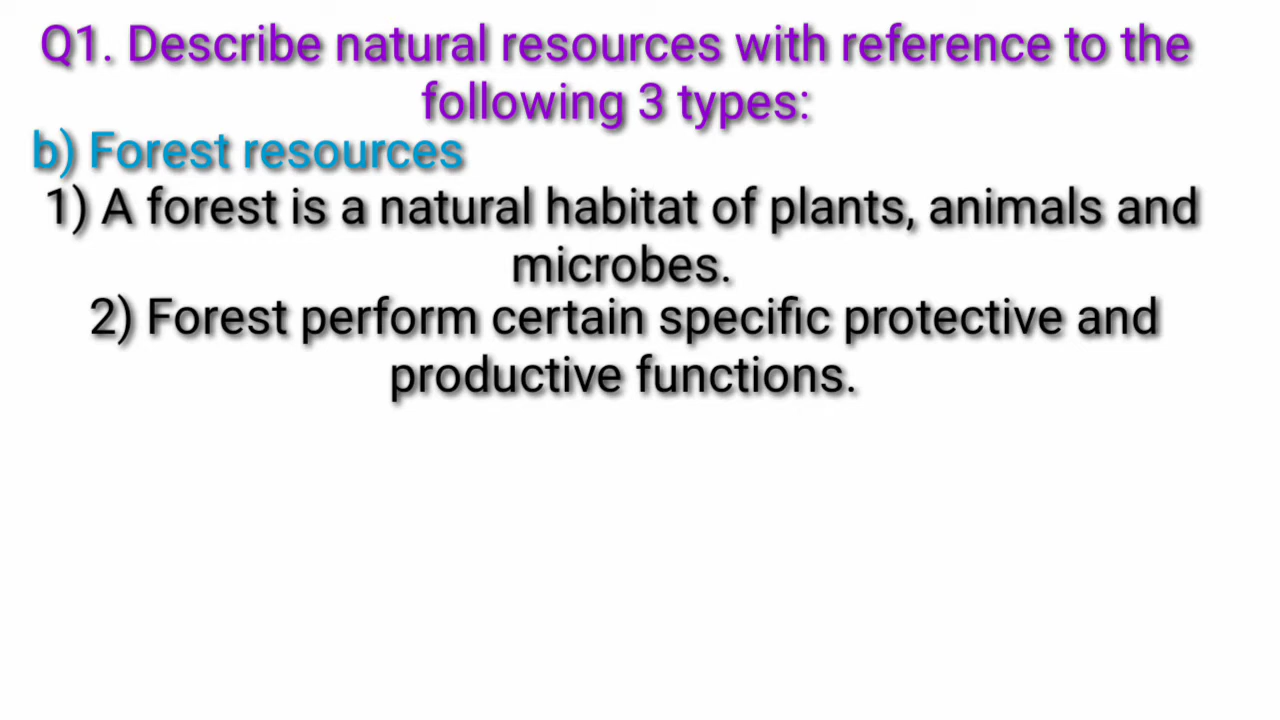 Q1. Describe natural resources with reference to the
following 3 types:
b) Forest resources
1) A forest is a natural habitat of plants, animals and
microbes.
2) Forest perform certain specific protective and
productive functions.